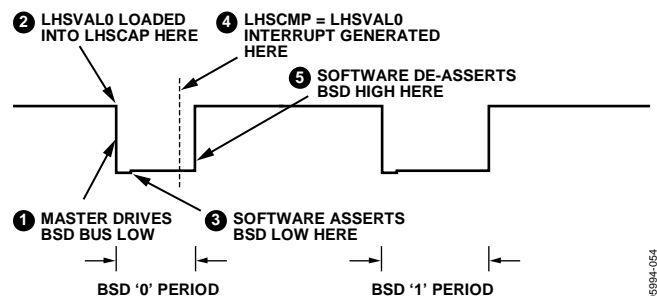 2 LHSVAL0 LOADED
INTO LHSCAP HERE
4 LHSCMP = LHSVAL0
INTERRUPT GENERATED
HERE
5 SOFTWARE DE-ASSERTS
BSD HIGH HERE
1 MASTER DRIVES
BSD BUS LOW
3 SOFTWARE ASSERTS
BSD LOW HERE
BSD ‘0’ PERIOD
BSD ‘1’ PERIOD
05994-054